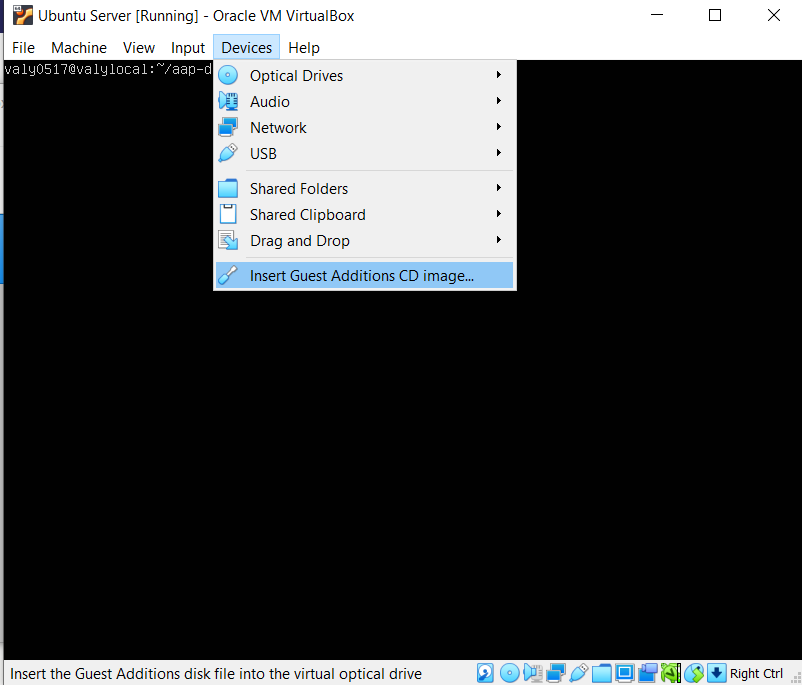 Ubuntu Server [Running] - Oracle VM VirtualBox
File Machine View Input Devices Help
valy0517@valylocal:~/aap-d
Optical Drives
Audio
Network
USB
Shared Folders
Shared Clipboard
Drag and Drop
Insert Guest Additions CD image...
Insert the Guest Additions disk file into the virtual optical drive Right Ctrl